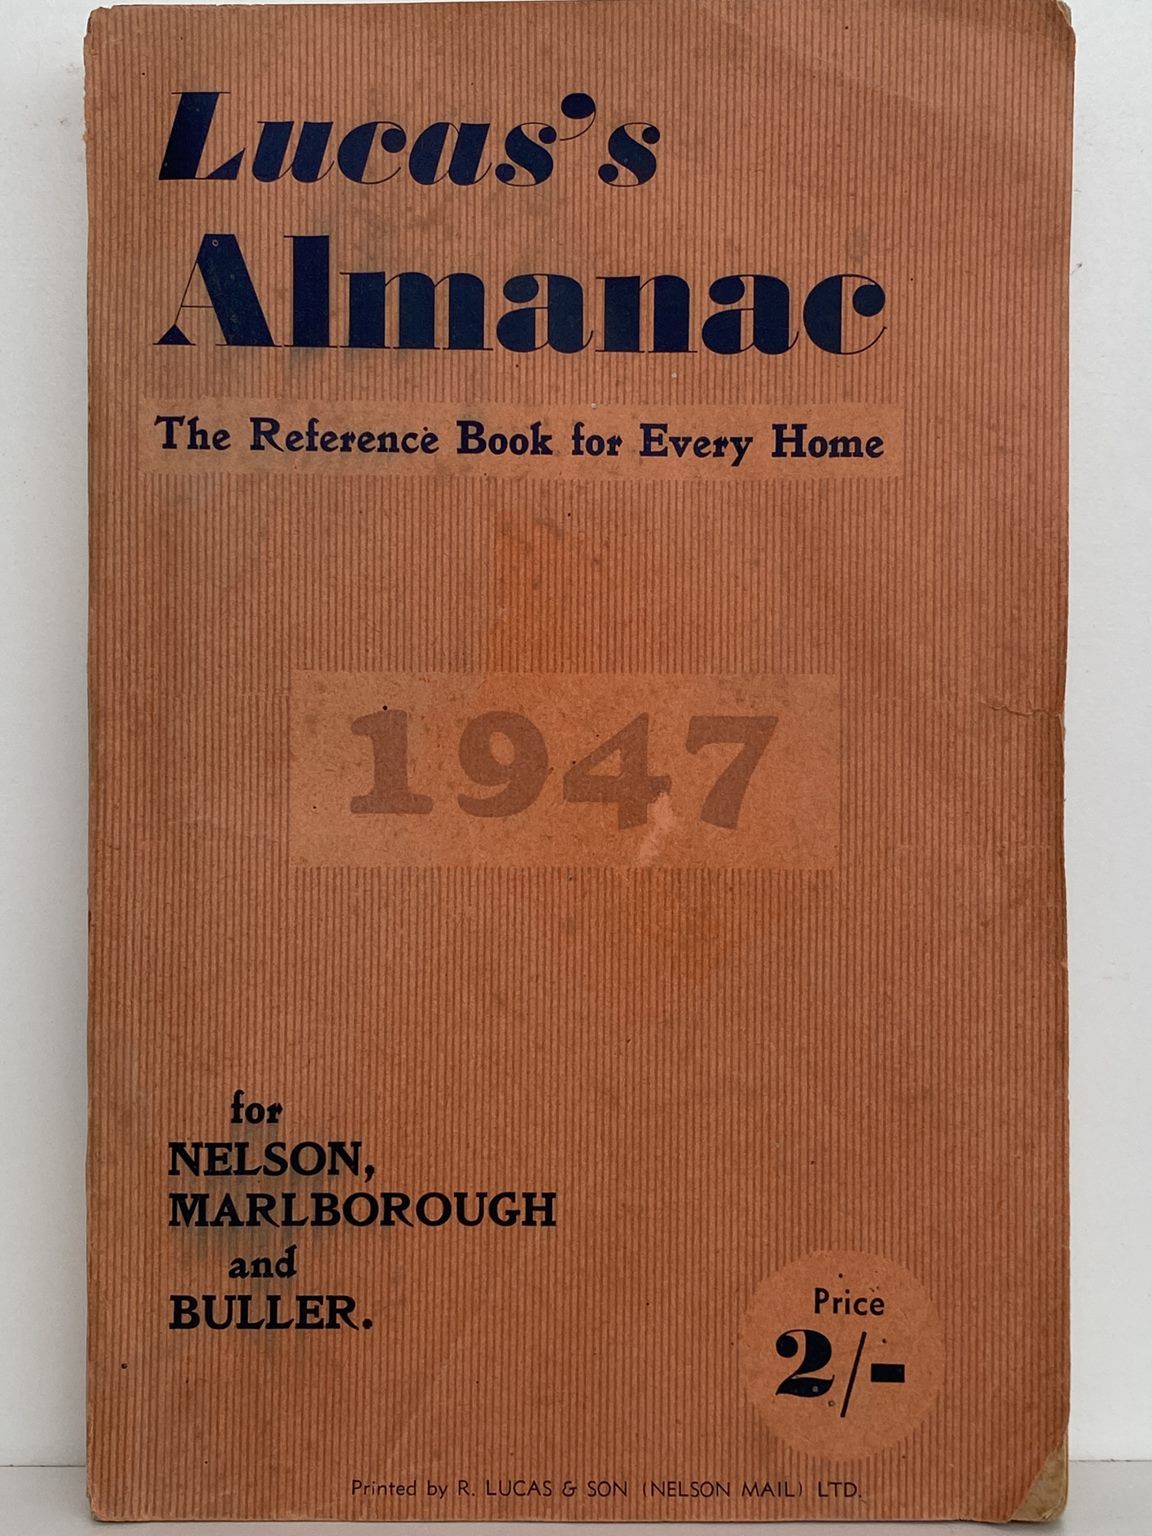 Lucas's
Almanac
The Reference Book for Every Home
1947
for
NELSON,
MARLBOROUGH
and
BULLER.
Price
2/-
Printed by R. LUCAS & SON (NELSON MAIL) LTD.